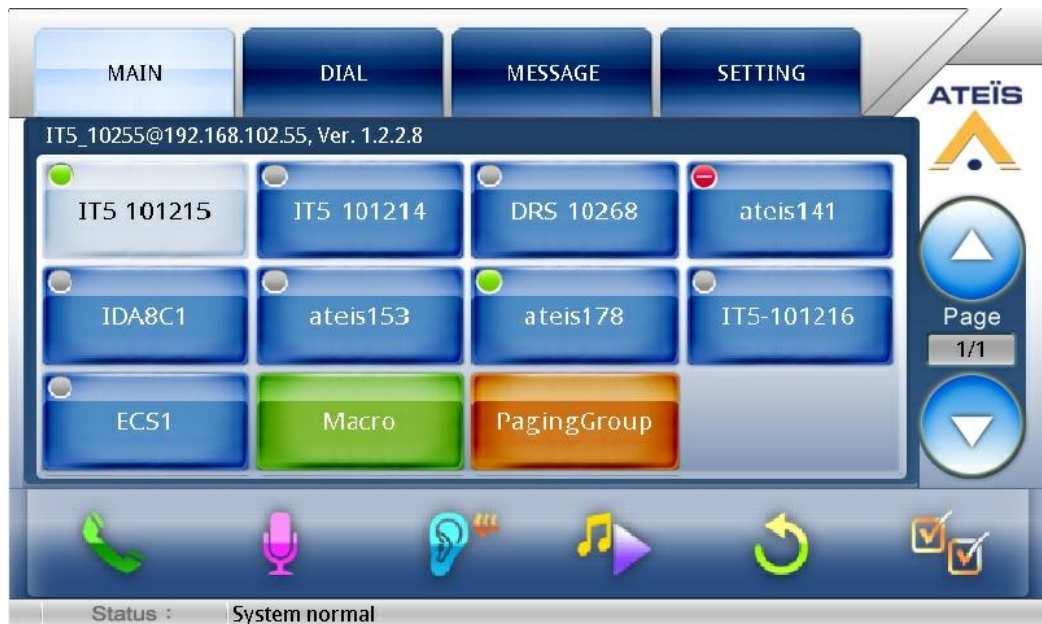 MAIN DIAL MESSAGE SETTING
ATEÏS
IT5_10255@192.168.102.55, Ver. 1.2.2.8
IT5 101215 IT5 101214 DRS 10268 ateis141
IDA8C1 ateis153 ateis178 IT5-101216
Page
1/1
ECS1 Macro PagingGroup
Status : System normal